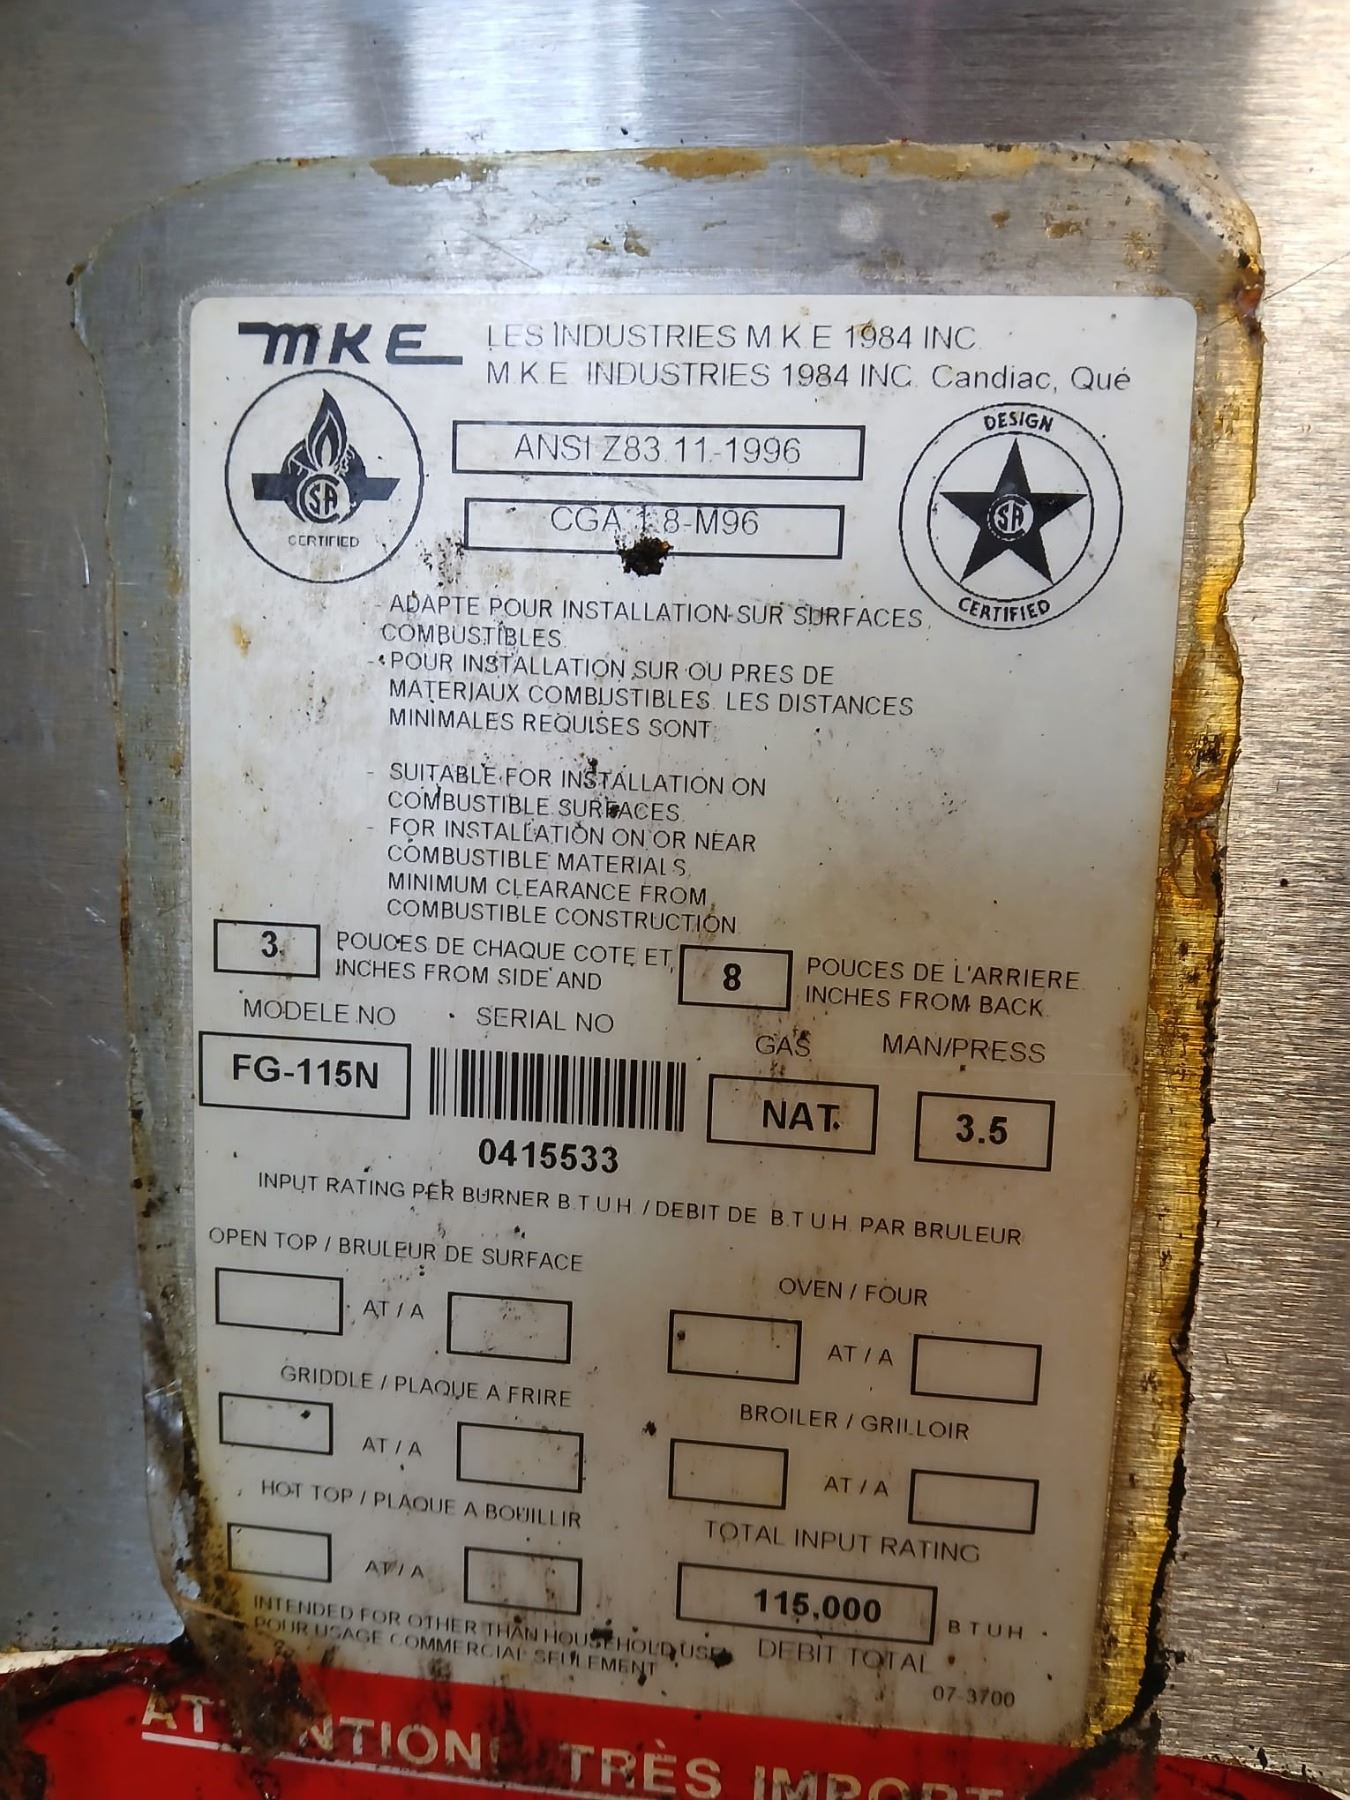 MKE
LES INDUSTRIES M K E 1984 INC.
M.K.E. INDUSTRIES 1984 INC. Candiac, Qué
CERTIFIED
ANSI Z83.11-1996
CGA 1.8-M96
DESIGN
CERTIFIED
- ADAPTE POUR INSTALLATION SUR SURFACES
COMBUSTIBLES.
- POUR INSTALLATION SUR OU PRES DE
MATERIAUX COMBUSTIBLES. LES DISTANCES
MINIMALES REQUISES SONT:
- SUITABLE FOR INSTALLATION ON
COMBUSTIBLE SURFACES.
- FOR INSTALLATION ON OR NEAR
COMBUSTIBLE MATERIALS,
MINIMUM CLEARANCE FROM
COMBUSTIBLE CONSTRUCTION
3 POUCES DE CHAQUE COTE ET 8 POUCES DE L'ARRIERE.
INCHES FROM SIDE AND INCHES FROM BACK.
MODELE NO SERIAL NO GAS MAN/PRESS
FG-115N NAT. 3.5
0415533
INPUT RATING PER BURNER B.T.U.H. / DEBIT DE B.T.U.H. PAR BRULEUR
OPEN TOP / BRULEUR DE SURFACE
AT / A
OVEN / FOUR
AT / A
GRIDDLE / PLAQUE A FRIRE
AT / A
BROILER / GRILLOIR
AT / A
HOT TOP / PLAQUE A BOUILLIR
AT / A
TOTAL INPUT RATING
115,000 B T U H
DEBIT TOTAL
INTENDED FOR OTHER THAN HOUSEHOLD USE
POUR USAGE COMMERCIAL SEULEMENT
07-3700
ATTENTION TRÈS IMPORT